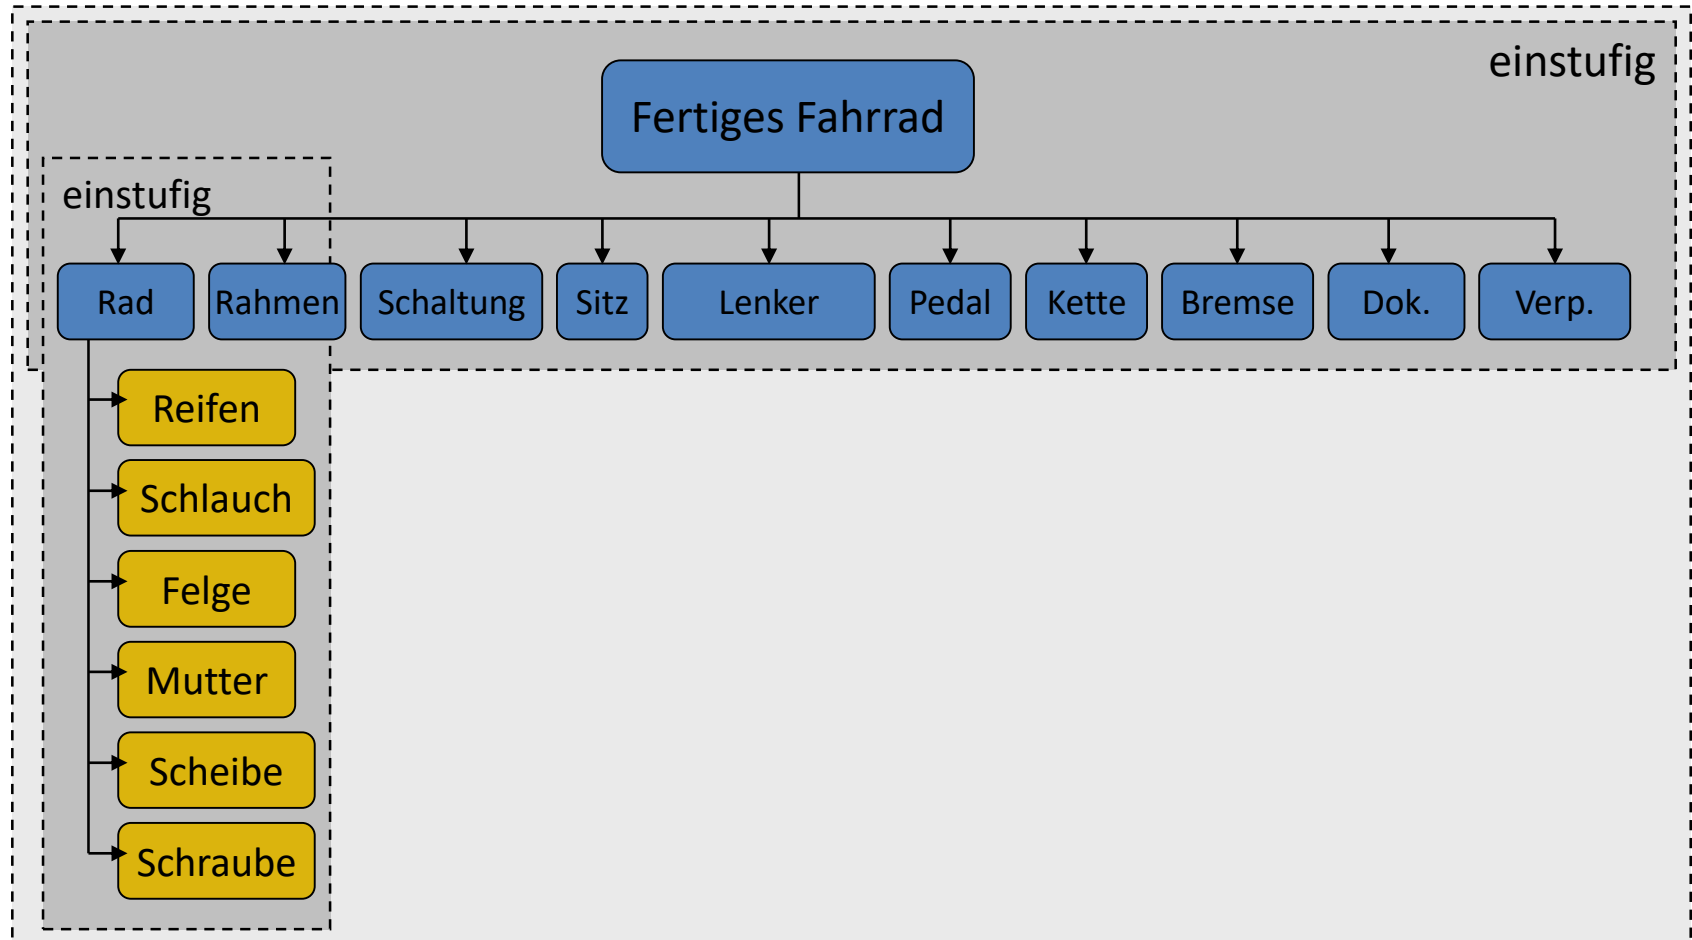 einstufig
Fertiges Fahrrad
einstufig
Rad
Rahmen
Schaltung
Sitz
Lenker
Pedal
Kette
Bremse
Dok.
Verp.
Reifen
Schlauch
Felge
Mutter
Scheibe
Schraube